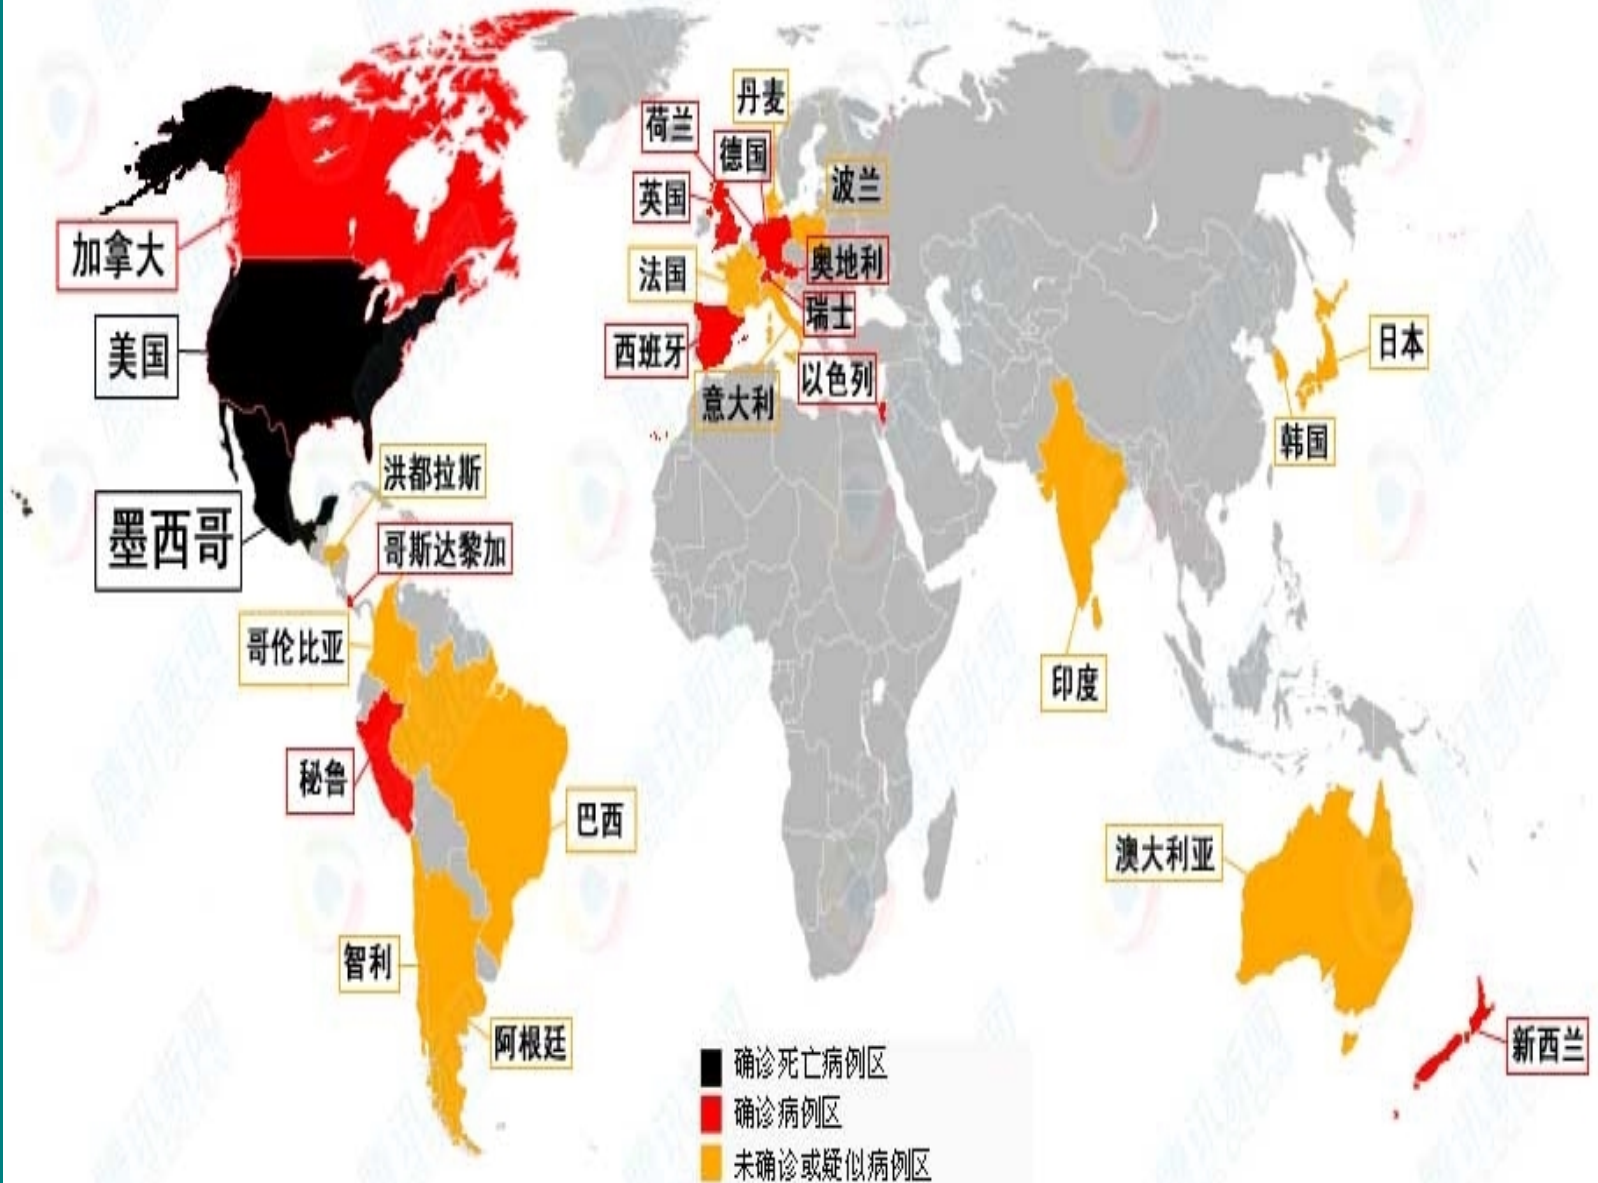 丹麦
荷兰
德国
英国
波兰
加拿大
法国
奥地利
瑞士
美国
西班牙
以色列
日本
意大利
韩国
洪都拉斯
墨西哥
哥斯达黎加
哥伦比亚
印度
秘鲁
巴西
澳大利亚
智利
阿根廷
新西兰
确诊死亡病例区
确诊病例区
未确诊或疑似病例区